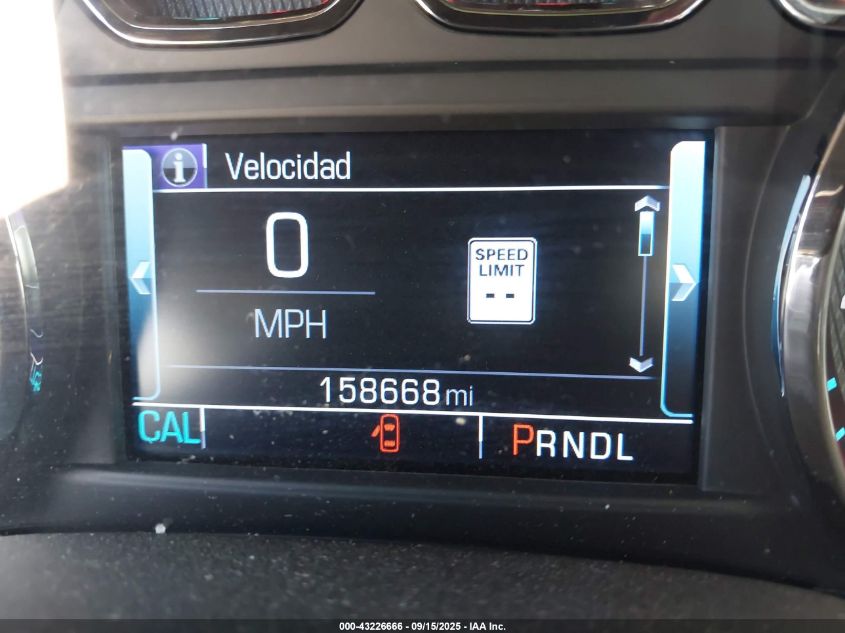 i Velocidad
0
MPH
SPEED
LIMIT
--
158668 mi
CAL
PRNDL
000-43226666 - 09/15/2025 - IAA Inc.